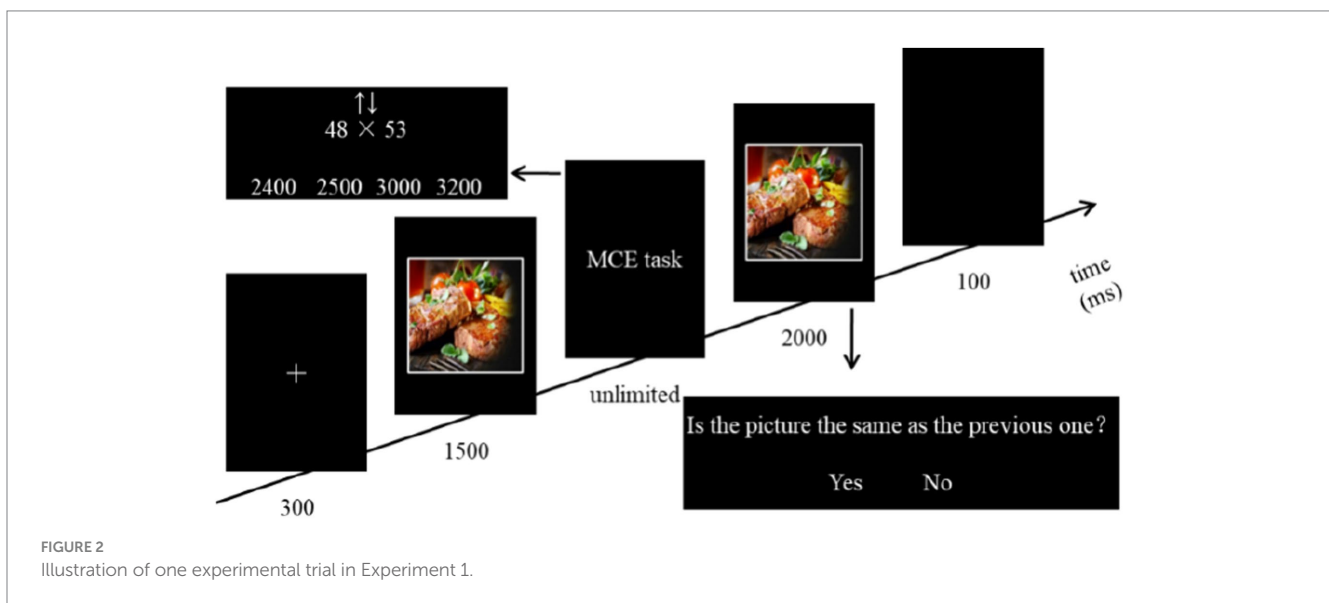 ↑↓
48 × 53
2400 2500 3000 3200
+
300
1500
MCE task
unlimited
2000
Is the picture the same as the previous one?
Yes No
100
time
(ms)
FIGURE 2
Illustration of one experimental trial in Experiment 1.